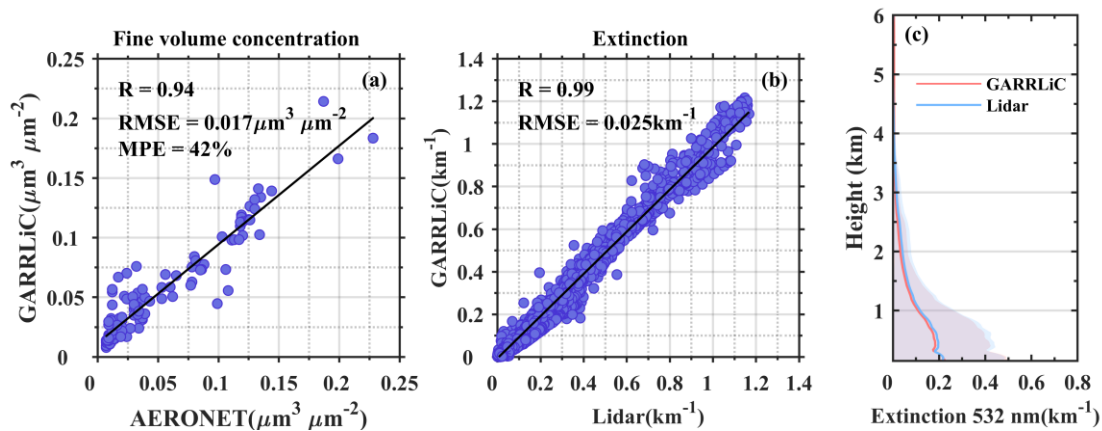 Fine volume concentration
(a)
R = 0.94
RMSE = 0.017μm³ μm⁻²
MPE = 42%
GARRLiC(μm³ μm⁻²)
0.25
0.2
0.15
0.1
0.05
0
0
0.05
0.1
0.15
0.2
0.25
AERONET(μm³ μm⁻²)
Extinction
(b)
R = 0.99
RMSE = 0.025km⁻¹
GARRLiC(km⁻¹)
1.4
1.2
1
0.8
0.6
0.4
0.2
0
0
0.2
0.4
0.6
0.8
1
1.2
1.4
Lidar(km⁻¹)
(c)
GARRLiC
Lidar
Height (km)
6
5
4
3
2
1
0
0.2
0.4
0.6
0.8
Extinction 532 nm(km⁻¹)